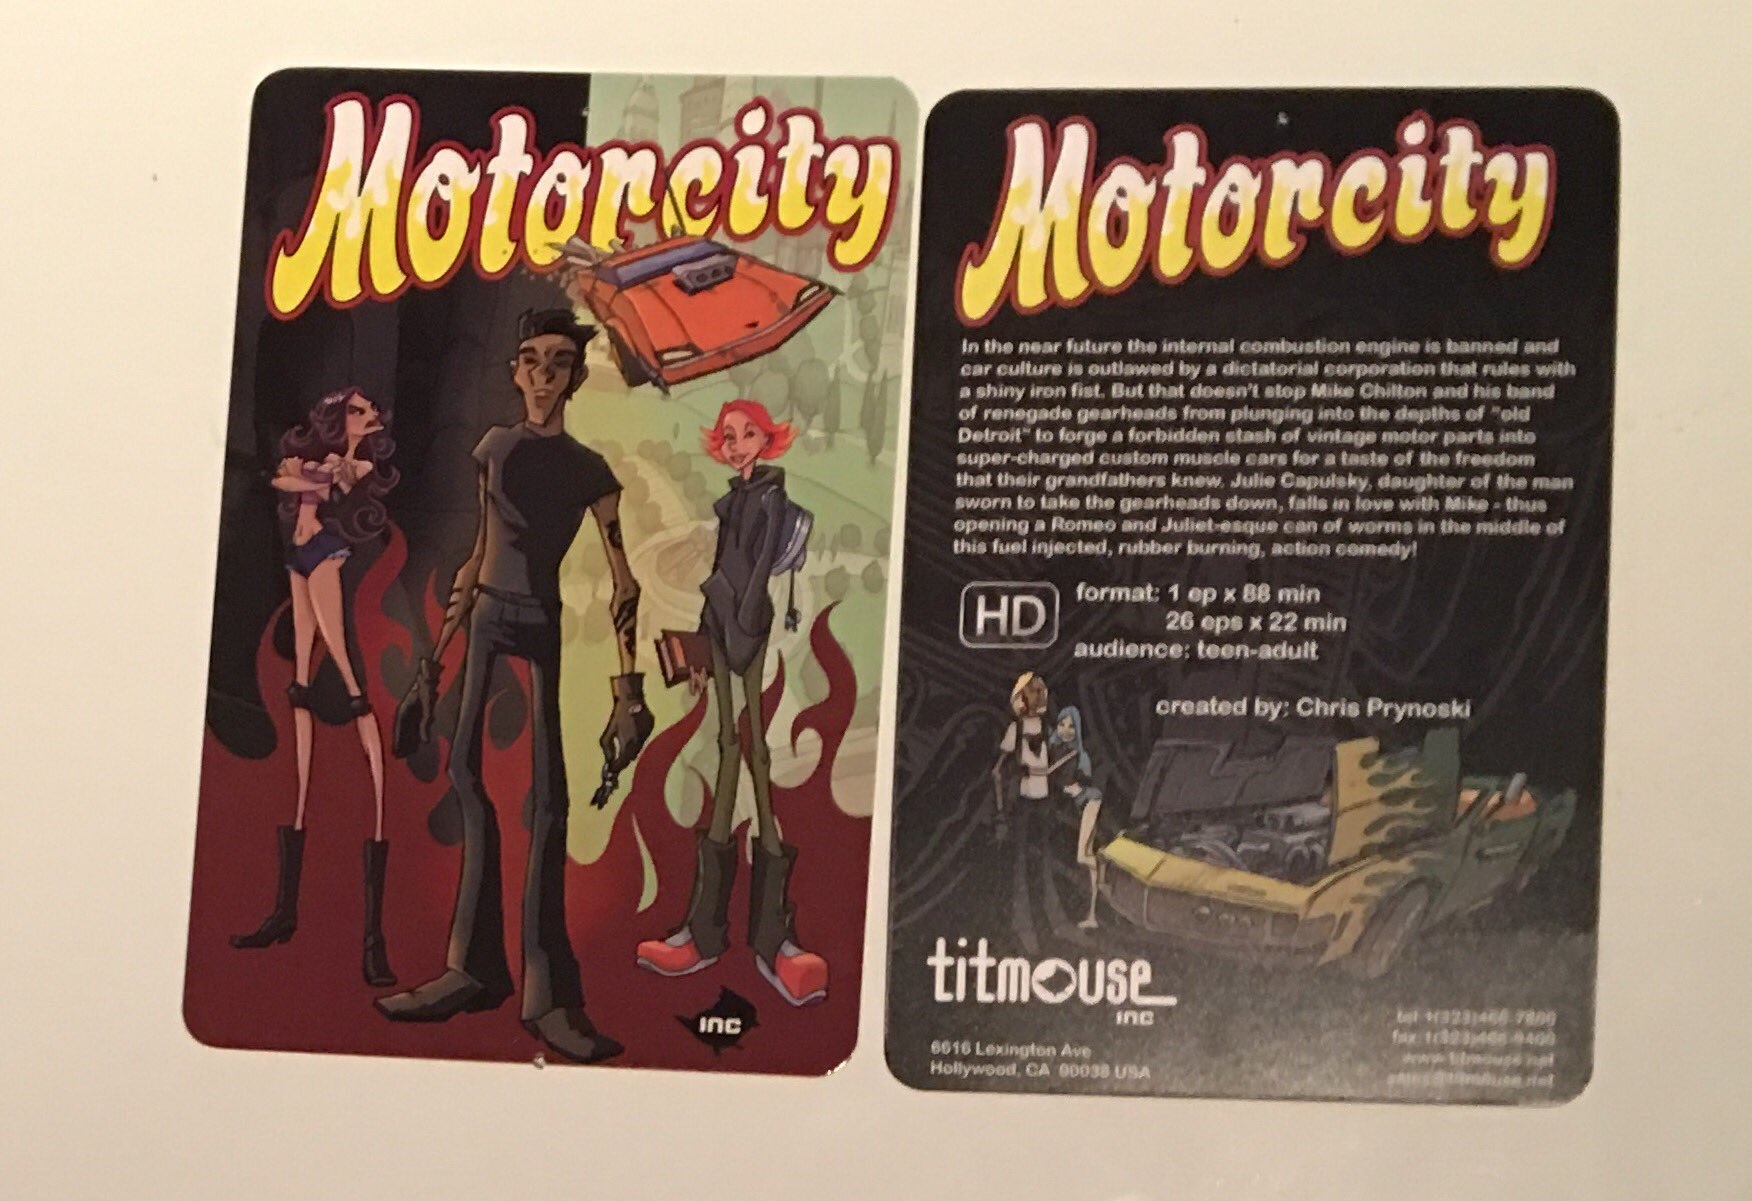 Motorcity
inc
Motorcity
In the near future the internal combustion engine is banned and
car culture is outlawed by a dictatorial corporation that rules with
a shiny iron fist. But that doesn't stop Mike Chilton and his band
of renegade gearheads from plunging into the depths of "old
Detroit" to forge a forbidden stash of vintage motor parts into
super-charged custom muscle cars for a taste of the freedom
that their grandfathers knew. Julie Capulsky, daughter of the man
sworn to take the gearheads down, falls in love with Mike - thus
opening a Romeo and Juliet-esque can of worms in the middle of
this fuel injected, rubber burning, action comedy!
HD
format: 1 ep x 88 min
26 eps x 22 min
audience: teen-adult
created by: Chris Prynoski
titmouse
inc
6616 Lexington Ave
Hollywood, CA 90038 USA
www.titmouse.net